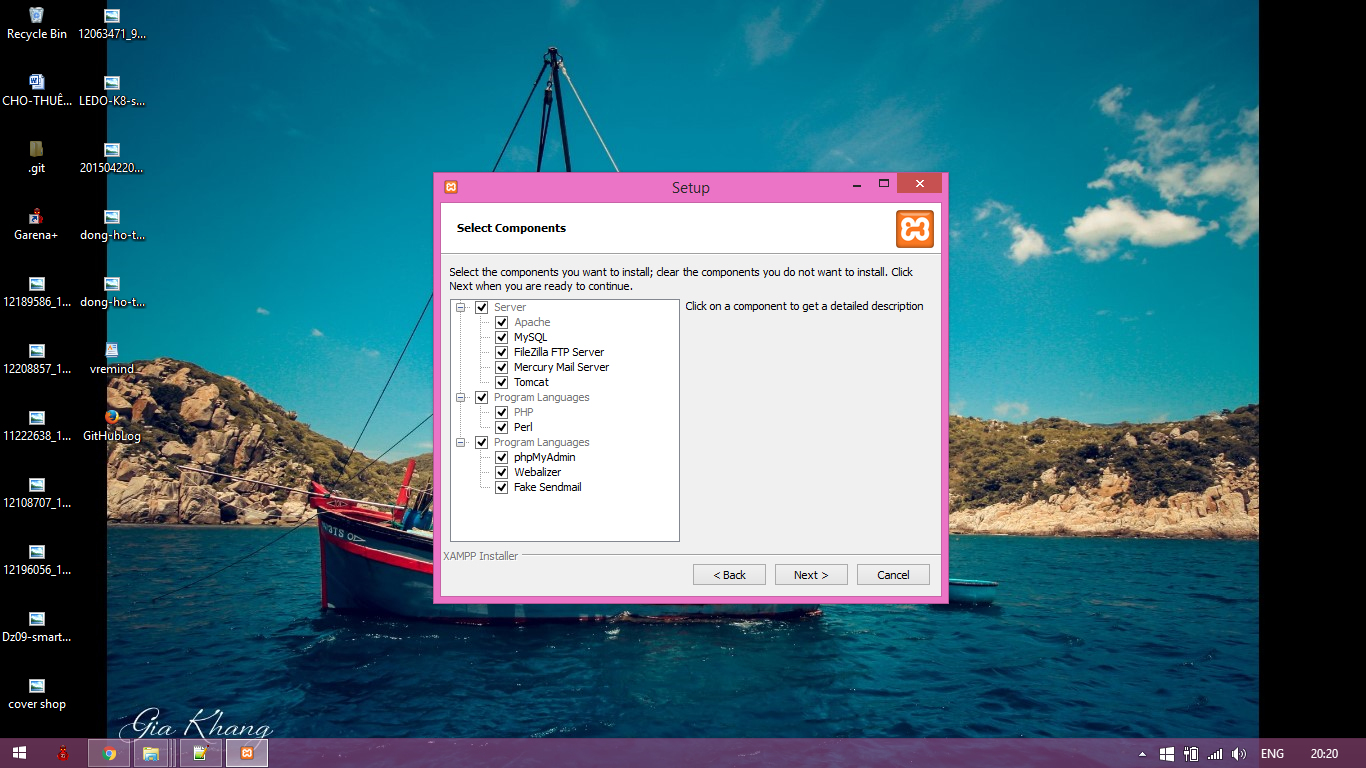 Recycle Bin
12063471_9...
CHO-THUÊ...
LEDO-K8-s...
.git
201504220...
Garena+
dong-ho-t...
12189586_1...
dong-ho-t...
12208857_1...
vremind
11222638_1...
GitHubLog
12108707_1...
12196056_1...
Dz09-smart...
cover shop
Setup
Select Components
Select the components you want to install; clear the components you do not want to install. Click
Next when you are ready to continue.
Server
Apache
MySQL
FileZilla FTP Server
Mercury Mail Server
Tomcat
Program Languages
PHP
Perl
Program Languages
phpMyAdmin
Webalizer
Fake Sendmail
Click on a component to get a detailed description
XAMPP Installer
< Back
Next >
Cancel
Gia Khang
ENG
20:20